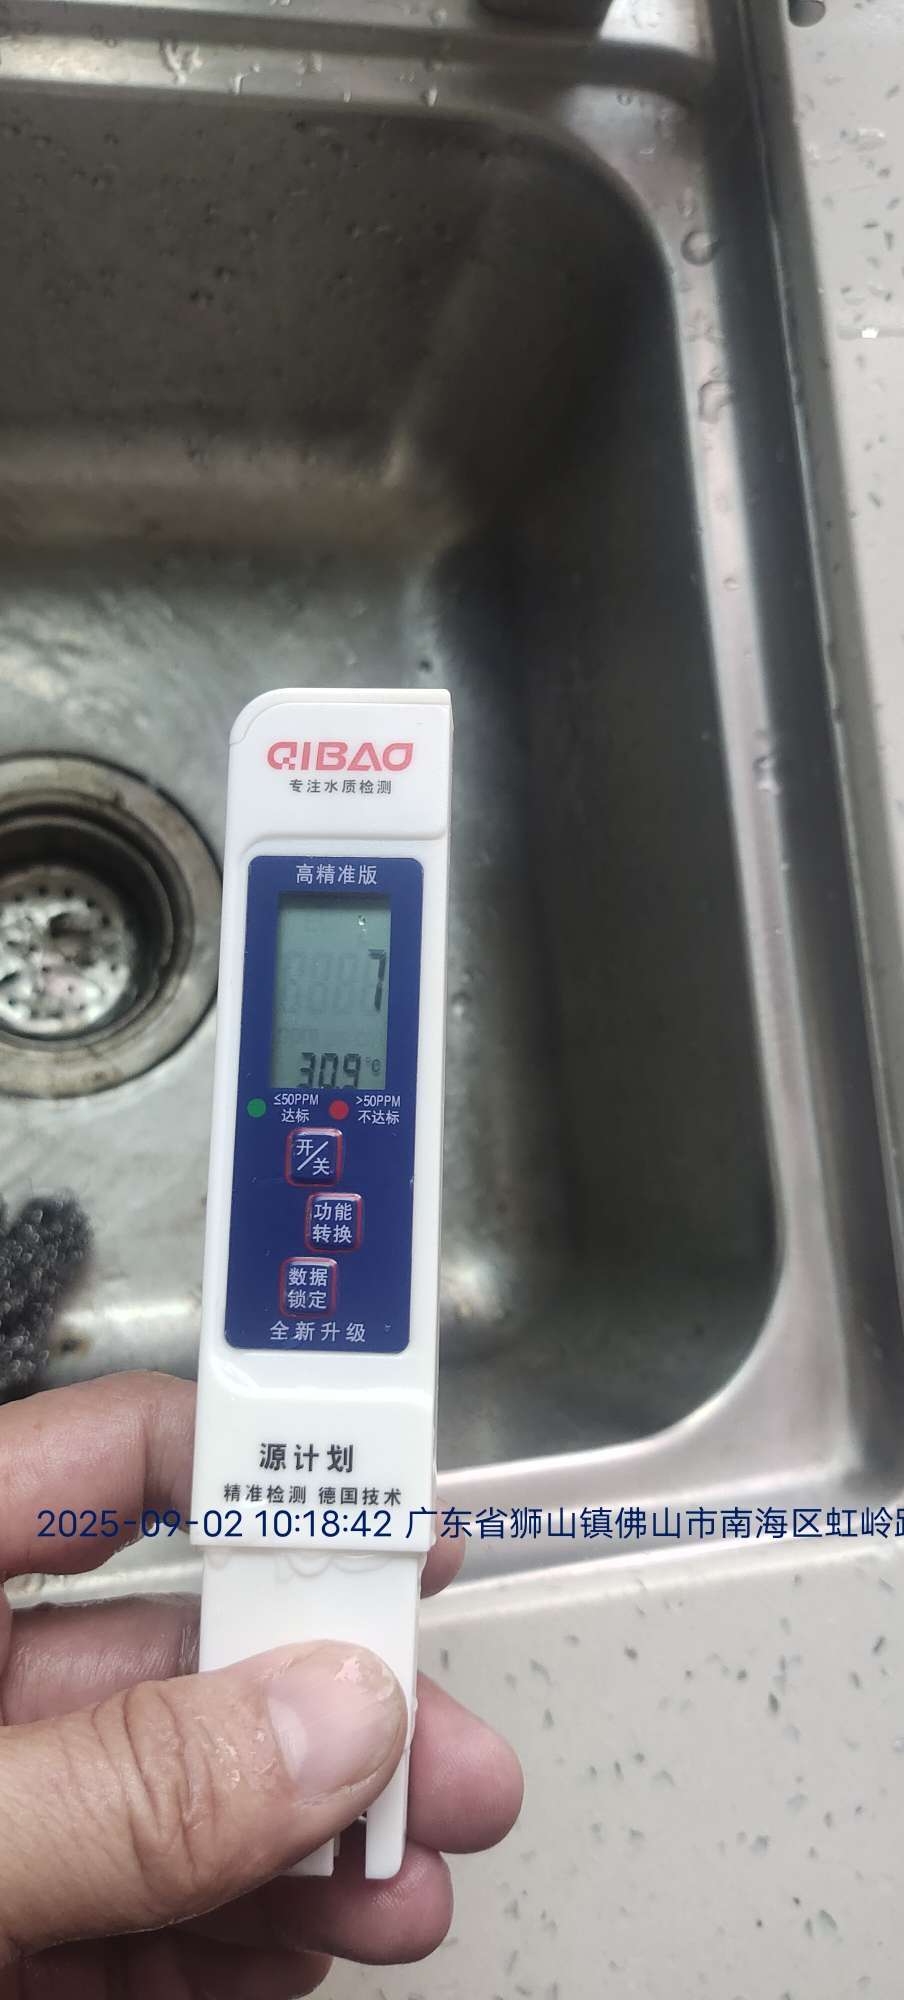 QIBAO
专注水质检测
高精准版
7
30.9°C
≤50PPM
达标
>50PPM
不达标
开/关
功能
转换
数据
锁定
全新升级
源计划
精准检测 德国技术
2025-09-02 10:18:42 广东省狮山镇佛山市南海区虹岭路